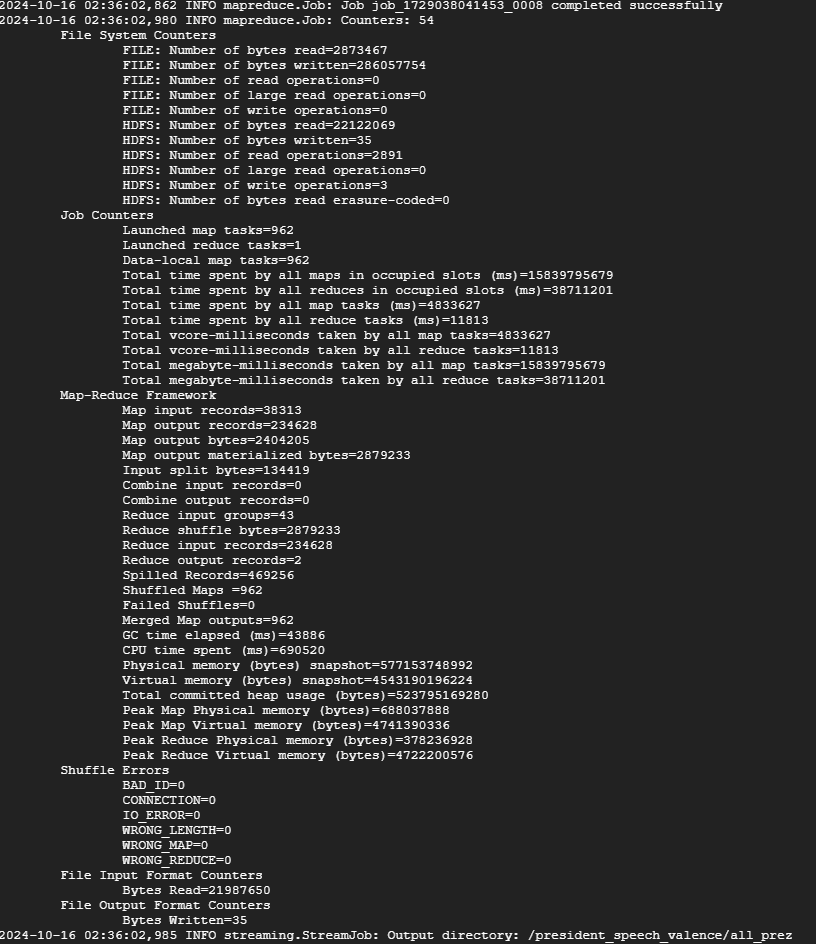 2024-10-16 02:36:02,862 INFO mapreduce.Job: Job job_1729038041453_0008 completed successfully
2024-10-16 02:36:02,980 INFO mapreduce.Job: Counters: 54
File System Counters
FILE: Number of bytes read=2873467
FILE: Number of bytes written=286057754
FILE: Number of read operations=0
FILE: Number of large read operations=0
FILE: Number of write operations=0
HDFS: Number of bytes read=22122069
HDFS: Number of bytes written=35
HDFS: Number of read operations=2891
HDFS: Number of large read operations=0
HDFS: Number of write operations=3
HDFS: Number of bytes read erasure-coded=0
Job Counters
Launched map tasks=962
Launched reduce tasks=1
Data-local map tasks=962
Total time spent by all maps in occupied slots (ms)=15839795679
Total time spent by all reduces in occupied slots (ms)=38711201
Total time spent by all map tasks (ms)=4833627
Total time spent by all reduce tasks (ms)=11813
Total vcore-milliseconds taken by all map tasks=4833627
Total vcore-milliseconds taken by all reduce tasks=11813
Total megabyte-milliseconds taken by all map tasks=15839795679
Total megabyte-milliseconds taken by all reduce tasks=38711201
Map-Reduce Framework
Map input records=38313
Map output records=234628
Map output bytes=2404205
Map output materialized bytes=2879233
Input split bytes=134419
Combine input records=0
Combine output records=0
Reduce input groups=43
Reduce shuffle bytes=2879233
Reduce input records=234628
Reduce output records=2
Spilled Records=469256
Shuffled Maps =962
Failed Shuffles=0
Merged Map outputs=962
GC time elapsed (ms)=43886
CPU time spent (ms)=690520
Physical memory (bytes) snapshot=577153748992
Virtual memory (bytes) snapshot=4543190196224
Total committed heap usage (bytes)=523795169280
Peak Map Physical memory (bytes)=688037888
Peak Map Virtual memory (bytes)=4741390336
Peak Reduce Physical memory (bytes)=378236928
Peak Reduce Virtual memory (bytes)=4722200576
Shuffle Errors
BAD_ID=0
CONNECTION=0
IO_ERROR=0
WRONG_LENGTH=0
WRONG_MAP=0
WRONG_REDUCE=0
File Input Format Counters
Bytes Read=21987650
File Output Format Counters
Bytes Written=35
2024-10-16 02:36:02,985 INFO streaming.StreamJob: Output directory: /president_speech_valence/all_prez